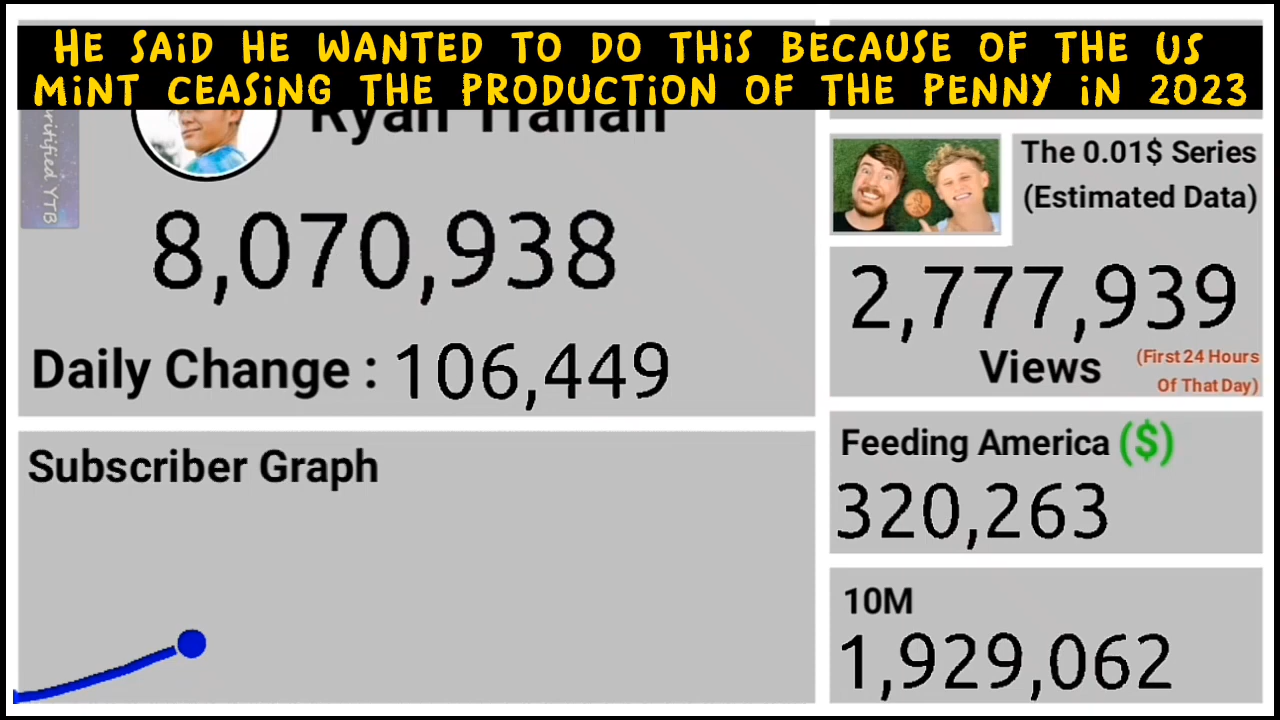 HE SAID HE WANTED TO DO THIS BECAUSE OF THE US
MINT CEASING THE PRODUCTION OF THE PENNY IN 2023
Ryan Trahan
8,070,938
Daily Change : 106,449
Subscriber Graph
The 0.01$ Series
(Estimated Data)
2,777,939
Views
(First 24 Hours
Of That Day)
Feeding America ($)
320,263
10M
1,929,062